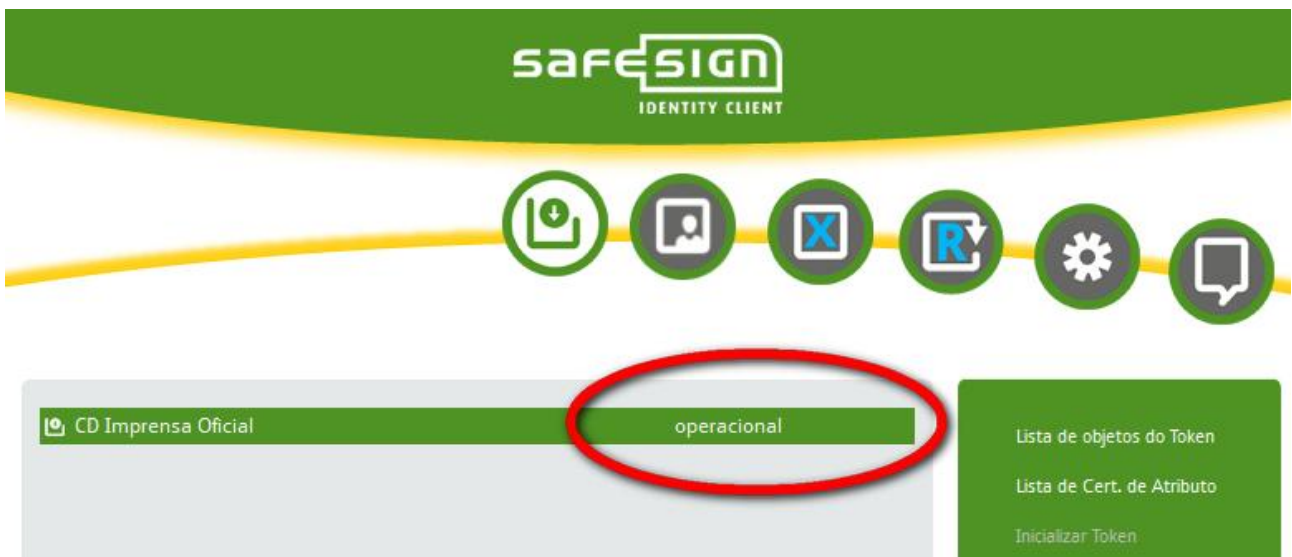 safesign
IDENTITY CLIENT
X
R
CD Imprensa Oficial operacional
Lista de objetos do Token
Lista de Cert. de Atributo
Inicializar Token